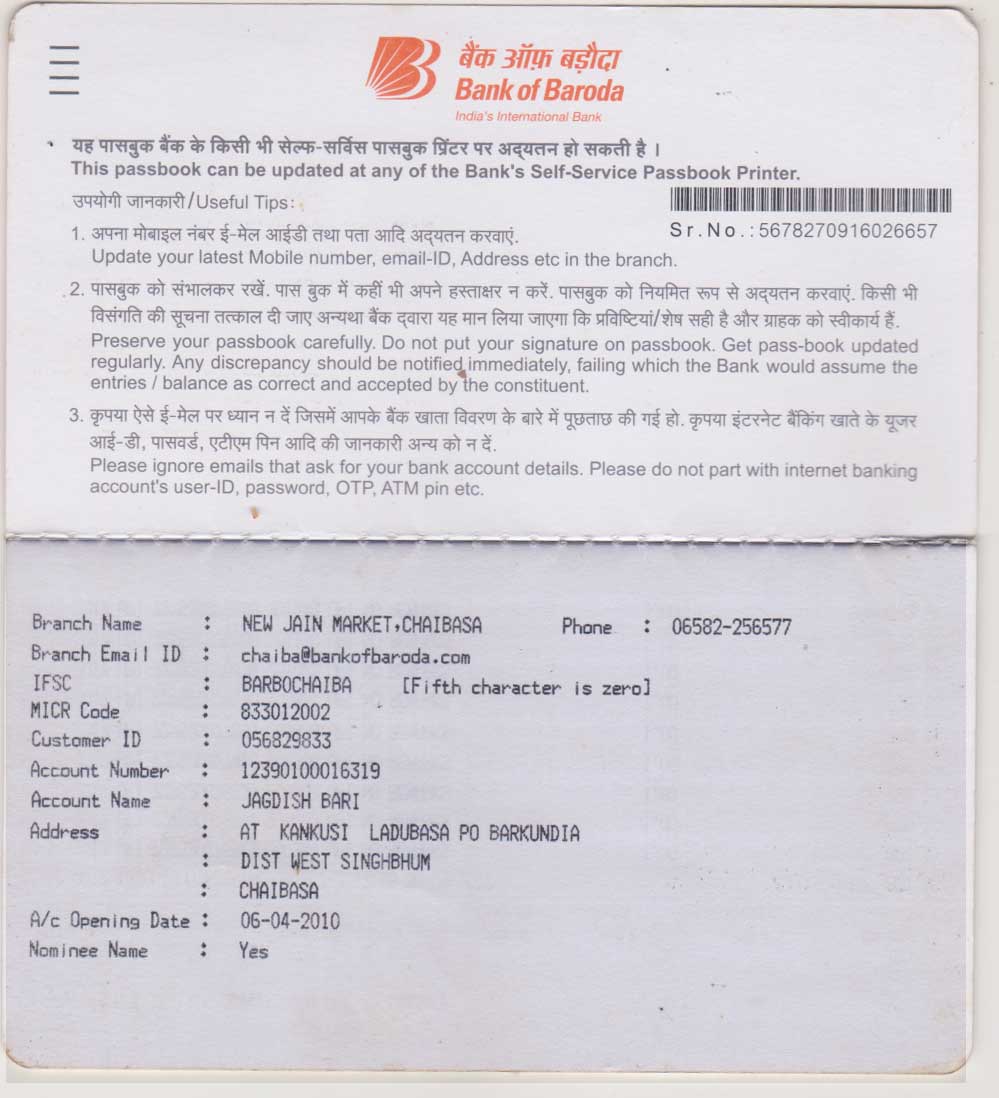 बैंक ऑफ़ बड़ौदा
Bank of Baroda
India's International Bank
यह पासबुक बैंक के किसी भी सेल्फ-सर्विस पासबुक प्रिंटर पर अद्यतन हो सकती है ।
This passbook can be updated at any of the Bank's Self-Service Passbook Printer.
उपयोगी जानकारी/Useful Tips:
Sr.No.:5678270916026657
1. अपना मोबाइल नंबर ई-मेल आईडी तथा पता आदि अद्यतन करवाएं.
Update your latest Mobile number, email-ID, Address etc in the branch.
2. पासबुक को संभालकर रखें. पास बुक में कहीं भी अपने हस्ताक्षर न करें. पासबुक को नियमित रूप से अद्यतन करवाएं. किसी भी
विसंगति की सूचना तत्काल दी जाए अन्यथा बैंक द्वारा यह मान लिया जाएगा कि प्रविष्टियां/शेष सही है और ग्राहक को स्वीकार्य हैं.
Preserve your passbook carefully. Do not put your signature on passbook. Get pass-book updated
regularly. Any discrepancy should be notified immediately, failing which the Bank would assume the
entries / balance as correct and accepted by the constituent.
3. कृपया ऐसे ई-मेल पर ध्यान न दें जिसमें आपके बैंक खाता विवरण के बारे में पूछताछ की गई हो. कृपया इंटरनेट बैंकिंग खाते के यूजर
आई-डी, पासवर्ड, एटीएम पिन आदि की जानकारी अन्य को न दें.
Please ignore emails that ask for your bank account details. Please do not part with internet banking
account's user-ID, password, OTP, ATM pin etc.
Branch Name : NEW JAIN MARKET,CHAIBASA Phone : 06582-256577
Branch Email ID : chaiba@bankofbaroda.com
IFSC : BARB0CHAIBA [Fifth character is zero]
MICR Code : 833012002
Customer ID : 056829833
Account Number : 12390100016319
Account Name : JAGDISH BARI
Address : AT KANKUSI LADUBASA PO BARKUNDIA
: DIST WEST SINGHBHUM
: CHAIBASA
A/c Opening Date : 06-04-2010
Nominee Name : Yes